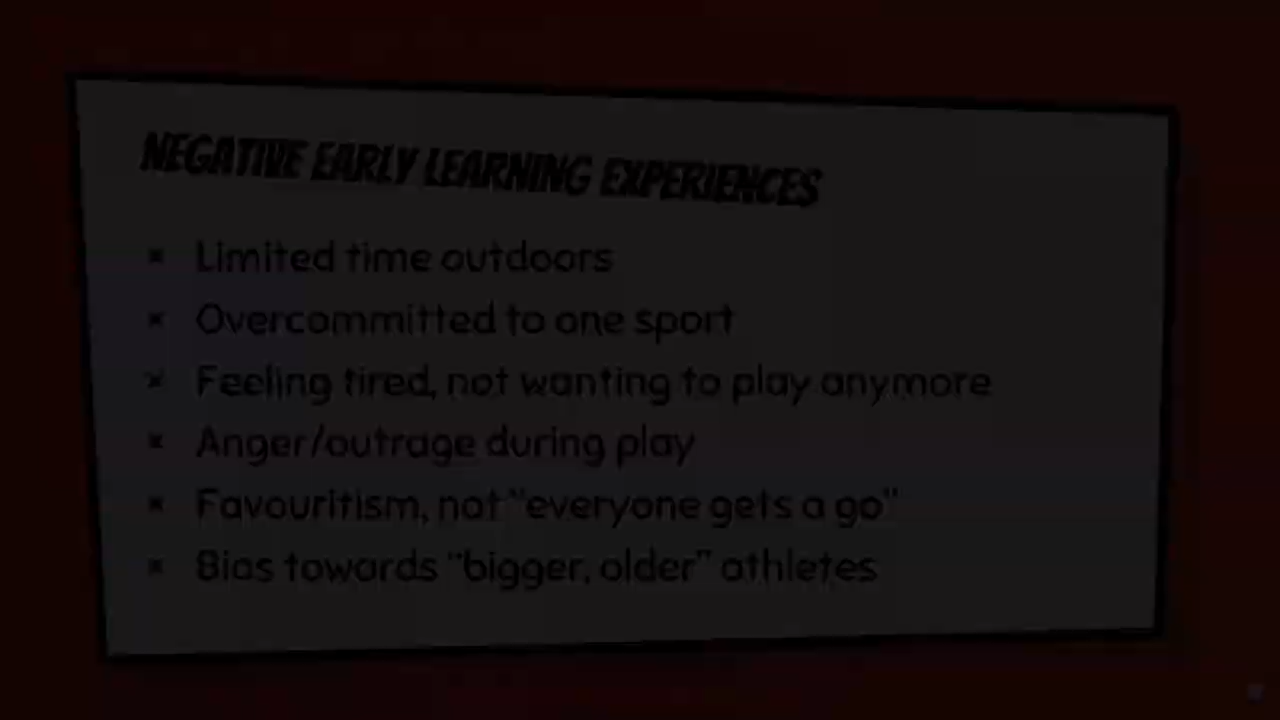 NEGATIVE EARLY LEARNING EXPERIENCES
× Limited time outdoors
× Overcommitted to one sport
× Feeling tired, not wanting to play anymore
× Anger/outrage during play
× Favouritism, not "everyone gets a go"
× Bias towards "bigger, older" athletes